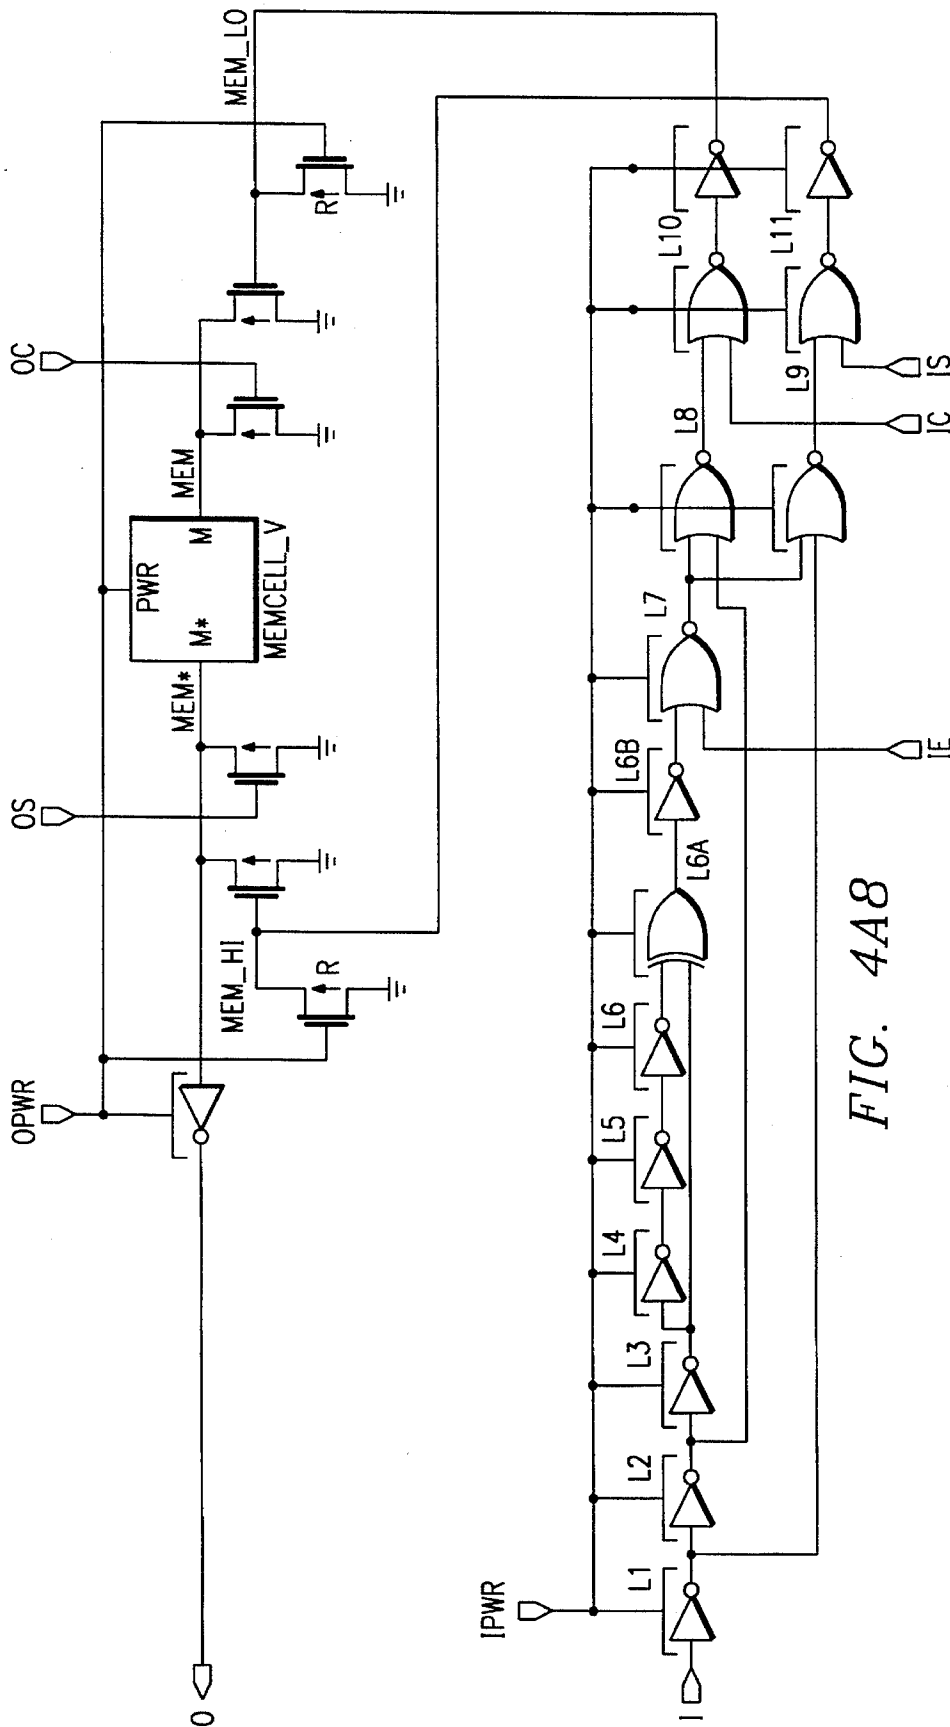 OPWR
OS
OC
MEM_HI
R
MEM*
M*
PWR
M
MEMCELL_V
MEM
R
MEM_LO
O
IPWR
I
L1
L2
L3
L4
L5
L6
L6A
L6B
L7
L8
L9
L10
L11
IE
IC
IS
FIG. 4A8